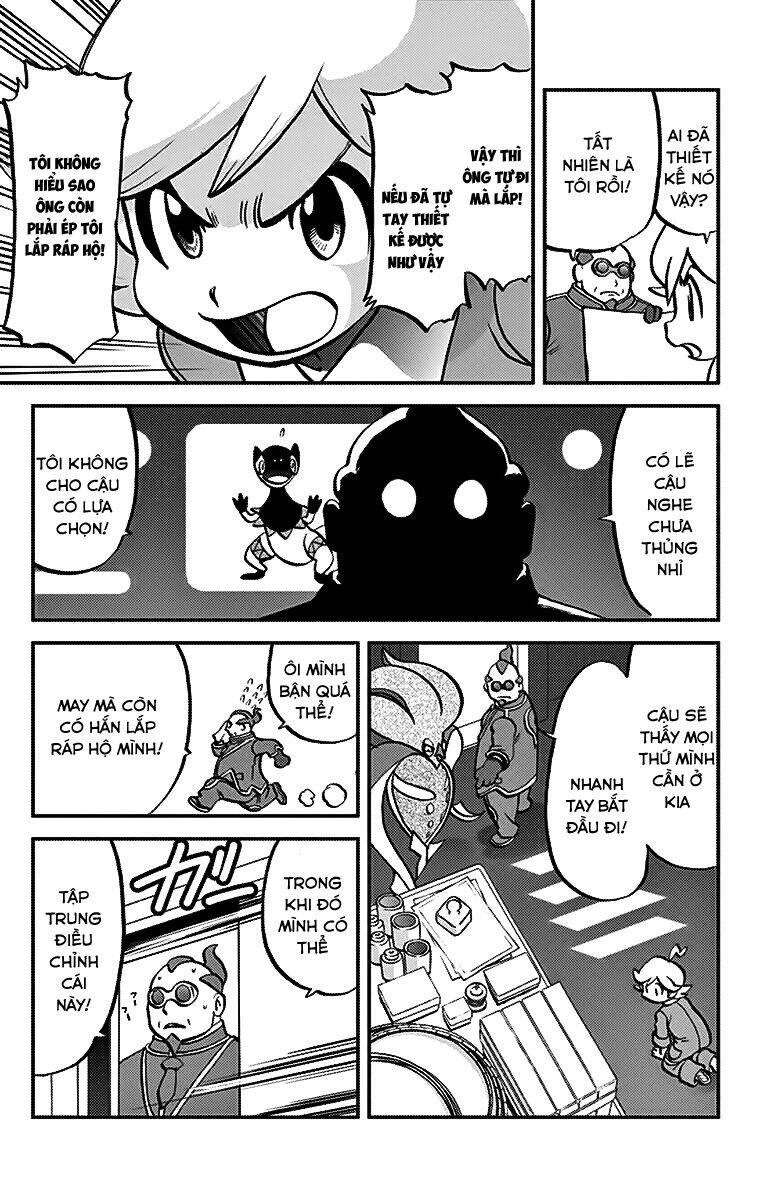 AI ĐÃ
THIẾT
KẾ NÓ
VẬY?
TẤT
NHIÊN LÀ
TÔI RỒI!
VẬY THÌ
ÔNG TỰ ĐI
MÀ LẮP!
NẾU ĐÃ TỰ
TAY THIẾT
KẾ ĐƯỢC
NHƯ VẬY
TÔI KHÔNG
HIỂU SAO
ÔNG CÒN
PHẢI ÉP TÔI
LẮP RÁP HỘ!
CÓ LẼ
CẬU
NGHE
CHƯA
THỦNG
NHỈ
TÔI KHÔNG
CHO CẬU
CÓ LỰA
CHỌN!
CẬU SẼ
THẤY MỌI
THỨ MÌNH
CẦN Ở
KIA
NHANH
TAY BẮT
ĐẦU ĐI!
ÔI MÌNH
BẬN QUÁ
THỂ!
MAY MÀ CÒN
CÓ HẮN LẮP
RÁP HỘ MÌNH!
TRONG
KHI ĐÓ
MÌNH CÓ
THỂ
ガー
TẬP
TRUNG
ĐIỀU
CHỈNH
CÁI
NÀY!
??